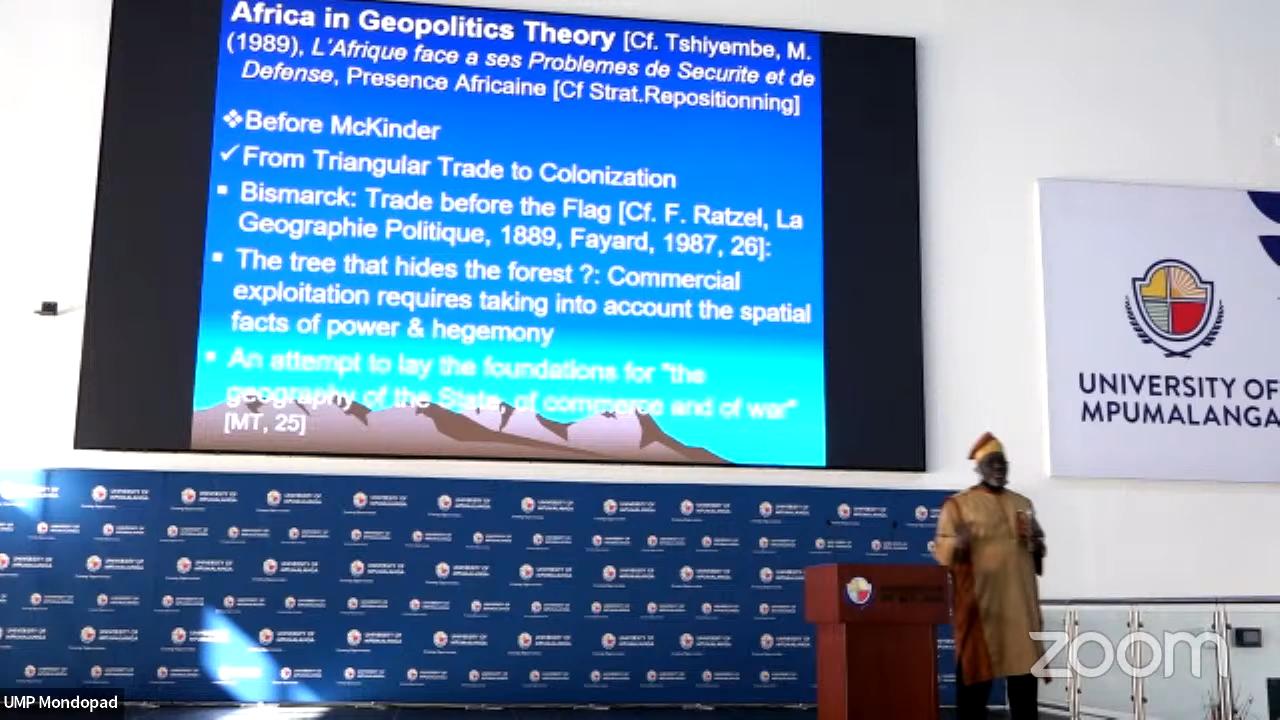 Africa in Geopolitics Theory [Cf. Tshiyembe, M.
(1989), L'Afrique face a ses Problemes de Securite et de
Defense, Presence Africaine [Cf Strat.Repositionning]
❖Before McKinder
✓From Triangular Trade to Colonization
▪ Bismarck: Trade before the Flag [Cf. F. Ratzel, La
Geographie Politique, 1889, Fayard, 1987, 26]:
▪ The tree that hides the forest ?: Commercial
exploitation requires taking into account the spatial
facts of power & hegemony
▪ An attempt to lay the foundations for "the
geography of the State, of commerce and of war"
[MT, 25]
UNIVERSITY OF
MPUMALANGA
UNIVERSITY OF
MPUMALANGA
zoom
UMP Mondopad